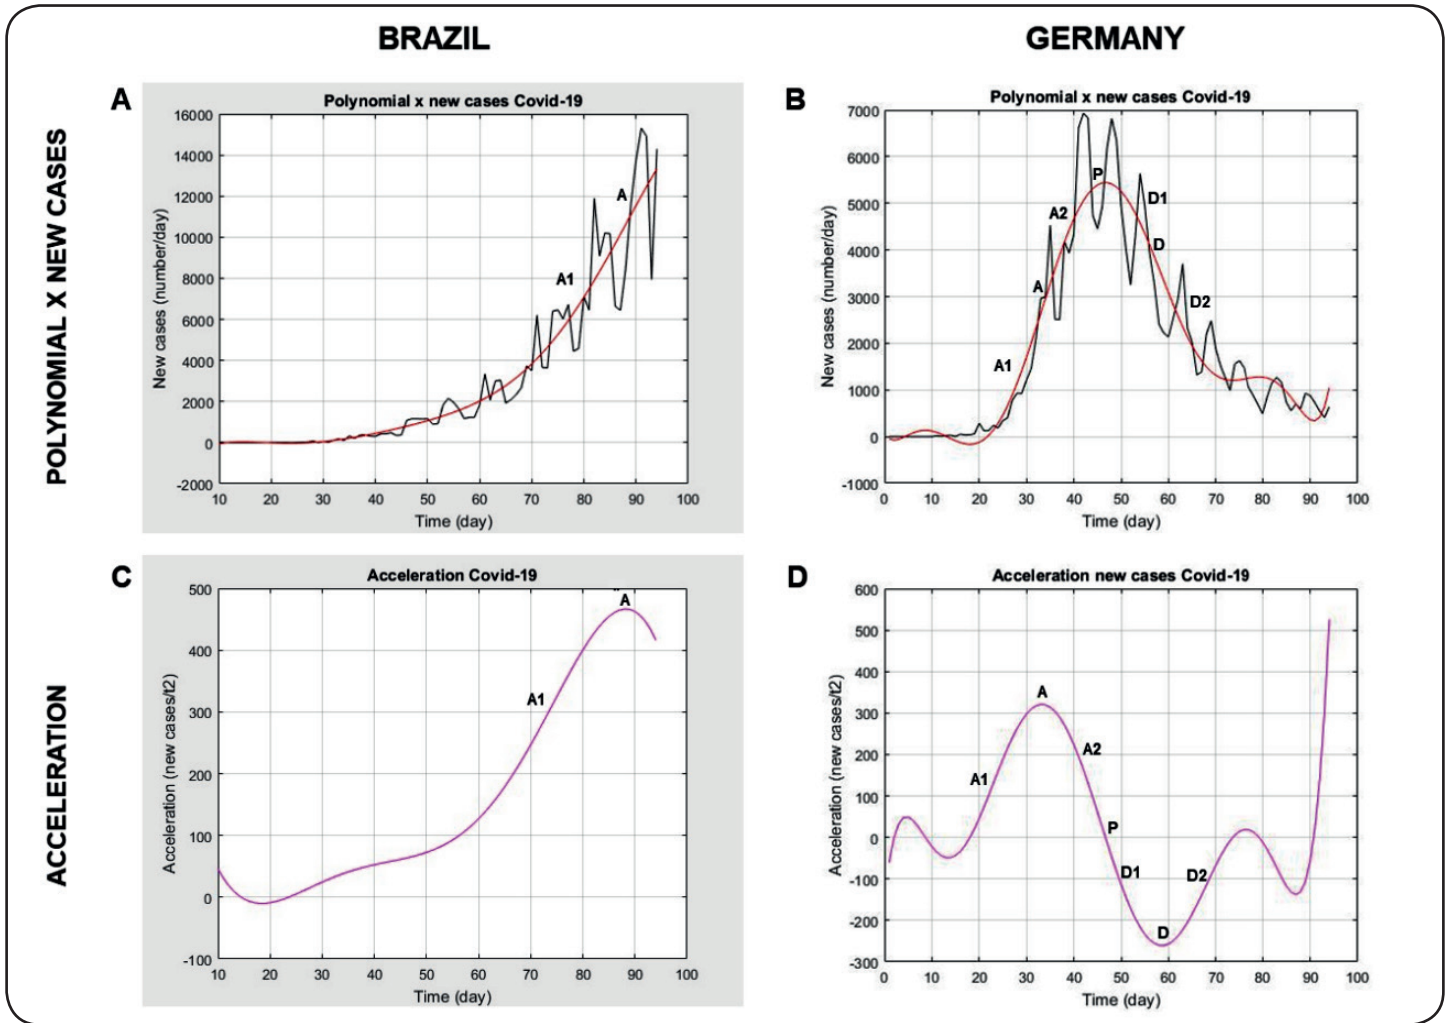 BRAZIL
GERMANY
POLYNOMIAL X NEW CASES
ACCELERATION
A
Polynomial x new cases Covid-19
New cases (number/day)
16000
14000
12000
10000
8000
6000
4000
2000
0
-2000
A
A1
10 20 30 40 50 60 70 80 90 100
Time (day)
B
Polynomial x new cases Covid-19
New cases (number/day)
7000
6000
5000
4000
3000
2000
1000
0
-1000
P
D1
A2
D
A
D2
A1
0 10 20 30 40 50 60 70 80 90 100
Time (day)
C
Acceleration Covid-19
Acceleration (new cases/t2)
500
400
300
200
100
0
-100
A
A1
10 20 30 40 50 60 70 80 90 100
Time (day)
D
Acceleration new cases Covid-19
Acceleration (new cases/t2)
600
500
400
300
200
100
0
-100
-200
-300
A
A2
A1
P
D1
D2
D
0 10 20 30 40 50 60 70 80 90 100
Time (day)